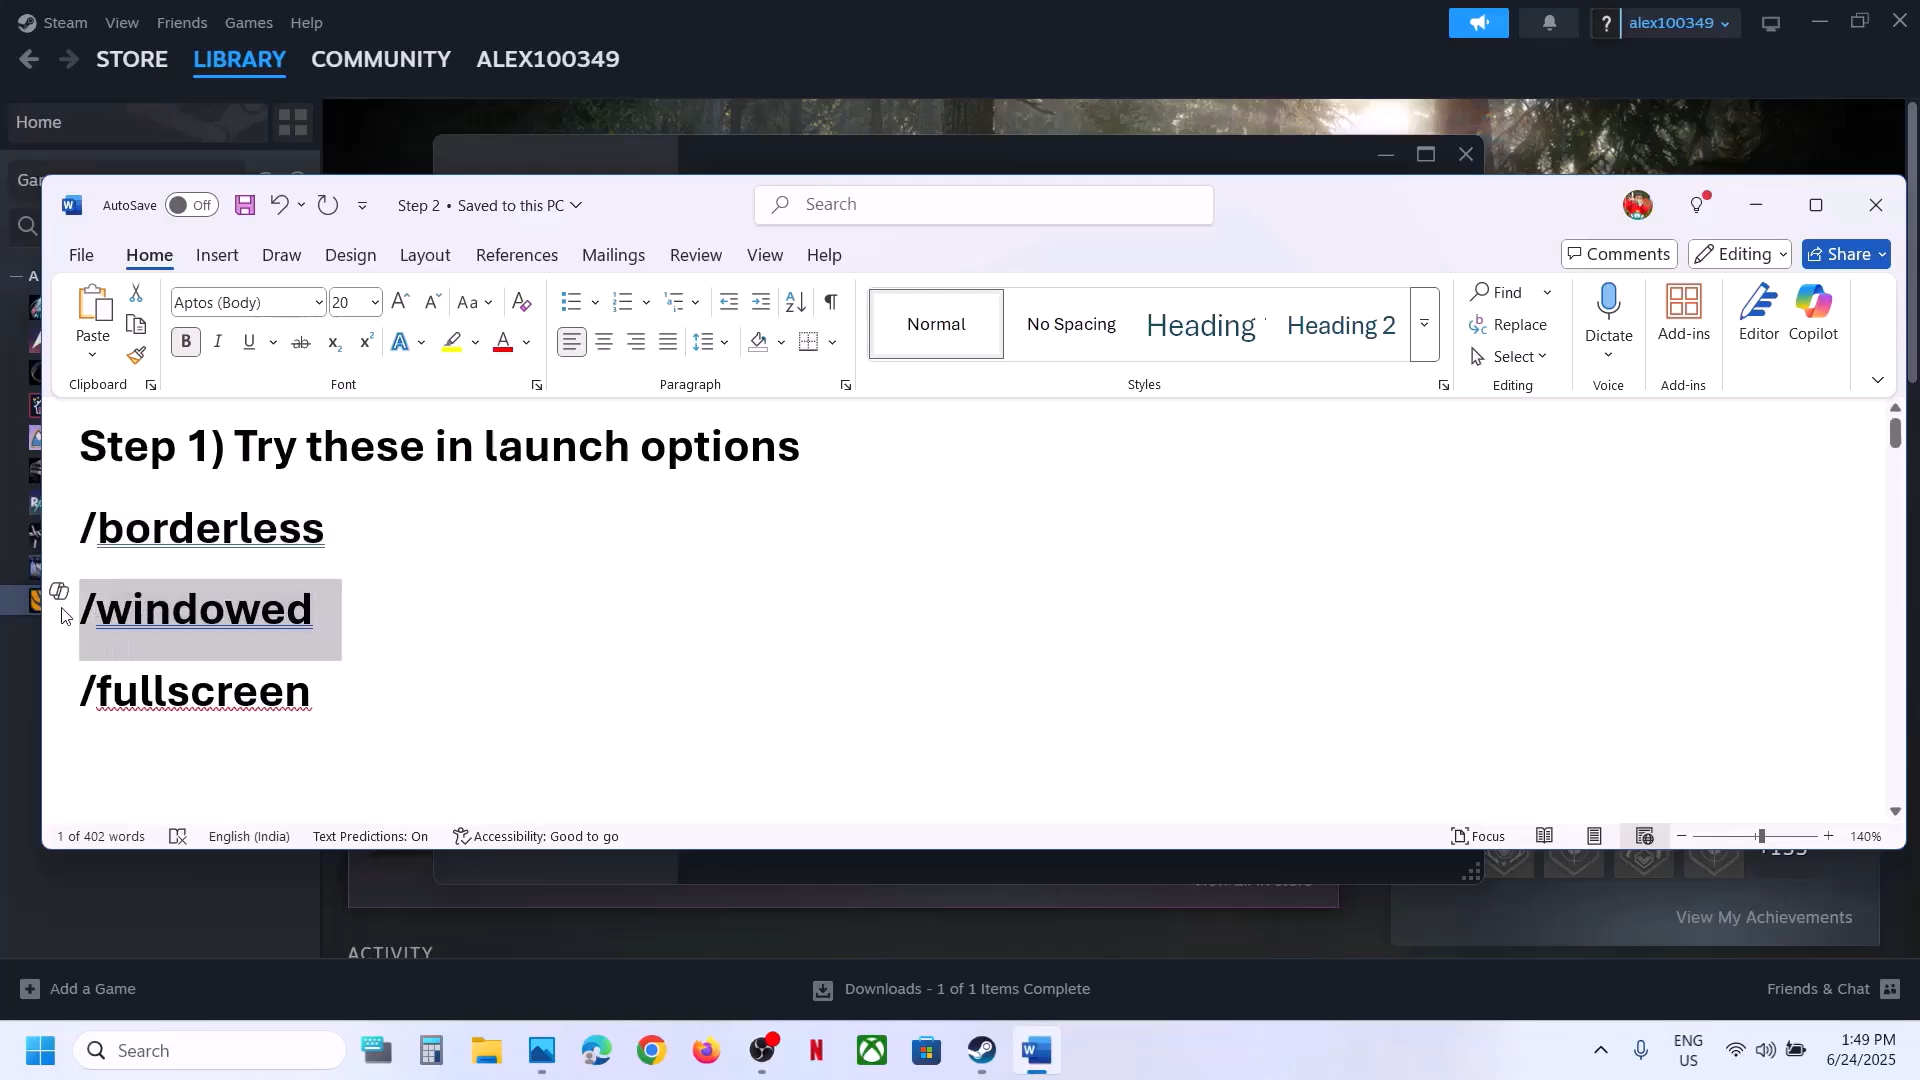 Steam View Friends Games Help
alex100349
STORE LIBRARY COMMUNITY ALEX100349
Home
AutoSave Off
Step 2 • Saved to this PC
Search
File Home Insert Draw Design Layout References Mailings Review View Help
Comments Editing Share
Paste
Aptos (Body) 20
Normal No Spacing Heading Heading 2
Find
Replace
Select
Dictate Add-ins Editor Copilot
Clipboard Font Paragraph Styles Editing Voice Add-ins
Step 1) Try these in launch options
/borderless
/windowed
/fullscreen
1 of 402 words English (India) Text Predictions: On Accessibility: Good to go
Focus 140%
View My Achievements
ACTIVITY
Add a Game
Downloads - 1 of 1 Items Complete
Friends & Chat
Search
ENG
US
1:49 PM
6/24/2025